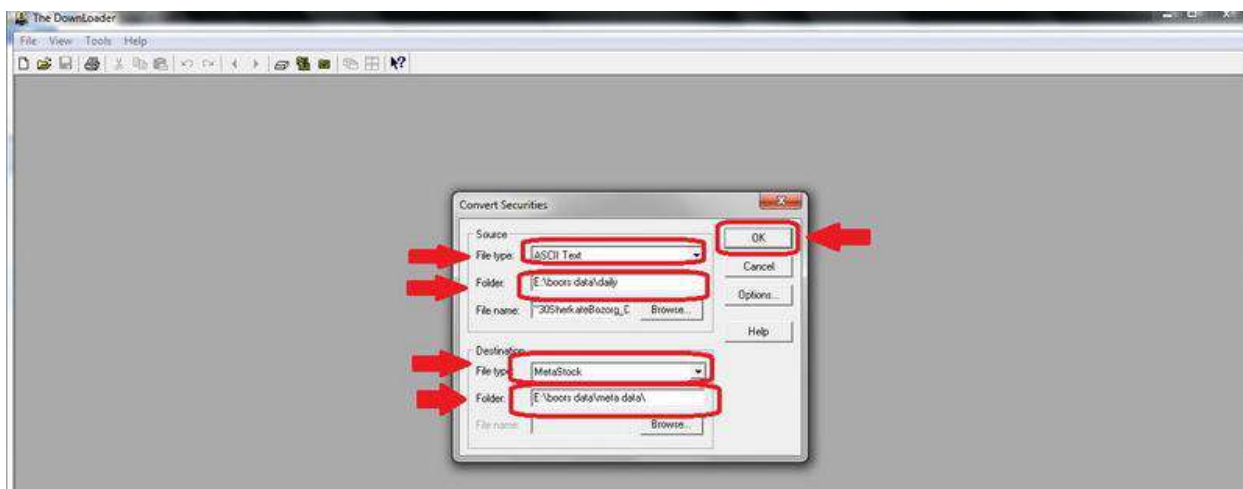 The DownLoader
File View Tools Help
Convert Securities
Source
File type: ASCII Text
Folder: E:\boors data\daily
File name: "30SherkateBozorg_D Browse...
Destination
File type: MetaStock
Folder: E:\boors data\meta data\
File name: Browse...
OK
Cancel
Options...
Help